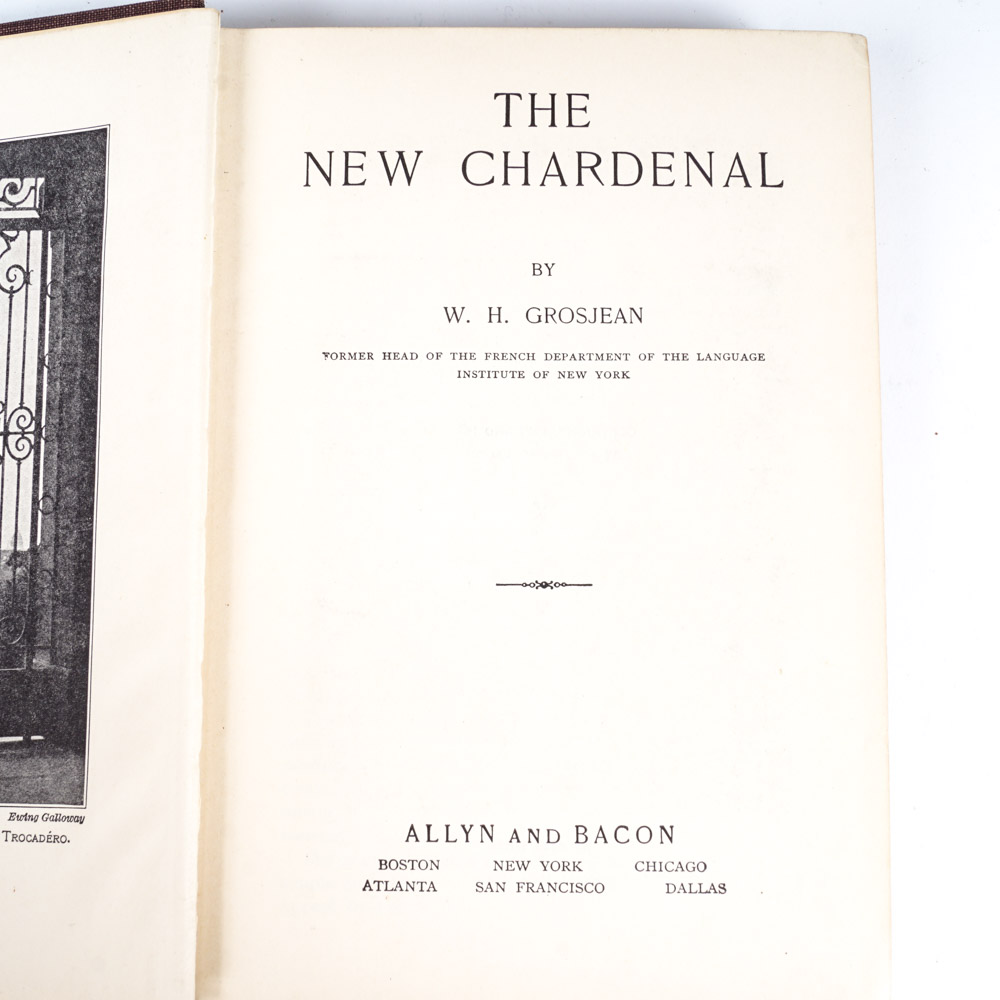 Ewing Galloway
TROCADÉRO.
THE
NEW CHARDENAL
BY
W. H. GROSJEAN
FORMER HEAD OF THE FRENCH DEPARTMENT OF THE LANGUAGE
INSTITUTE OF NEW YORK
ALLYN AND BACON
BOSTON NEW YORK CHICAGO
ATLANTA SAN FRANCISCO DALLAS